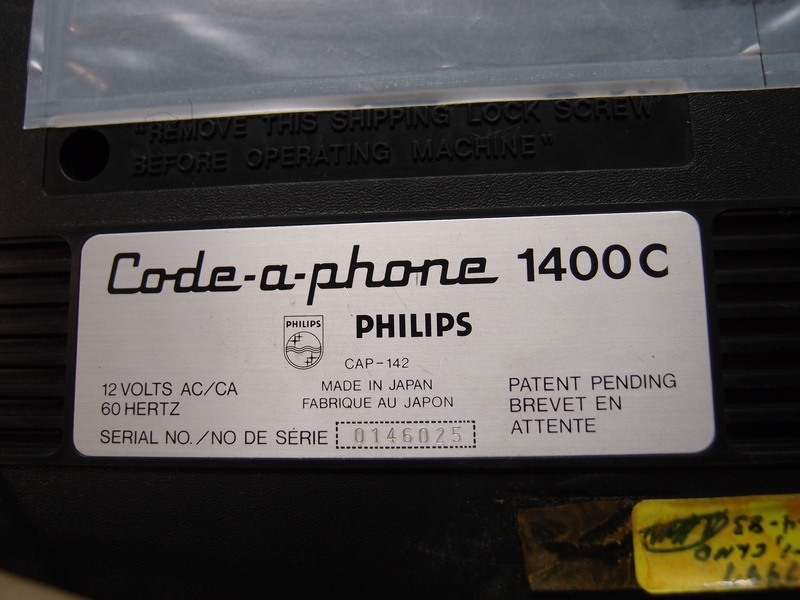 "REMOVE THIS SHIPPING LOCK SCREW
BEFORE OPERATING MACHINE"
Code-a-phone 1400C
PHILIPS
PHILIPS
CAP-142
12 VOLTS AC/CA
60 HERTZ
MADE IN JAPAN
FABRIQUE AU JAPON
PATENT PENDING
BREVET EN
ATTENTE
SERIAL NO./NO DE SÉRIE 0146025